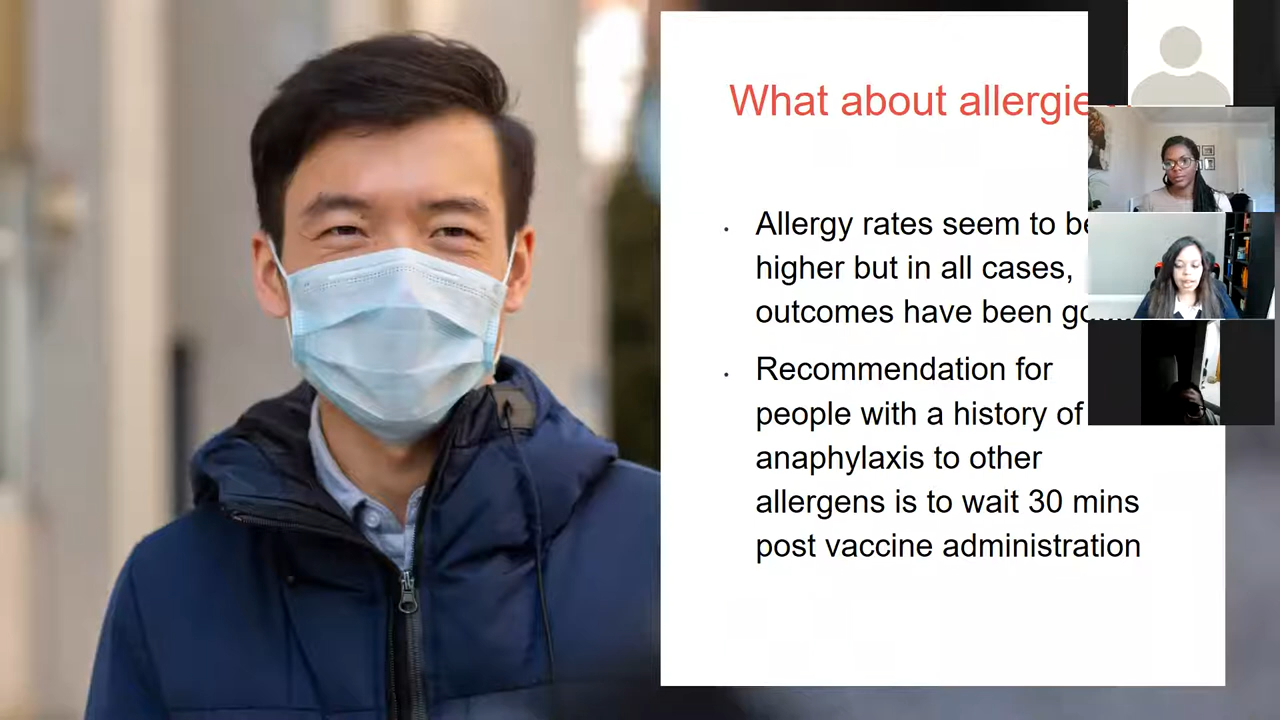 What about allergie
Allergy rates seem to be
higher but in all cases,
outcomes have been
Recommendation for
people with a history of
anaphylaxis to other
allergens is to wait 30 mins
post vaccine administration